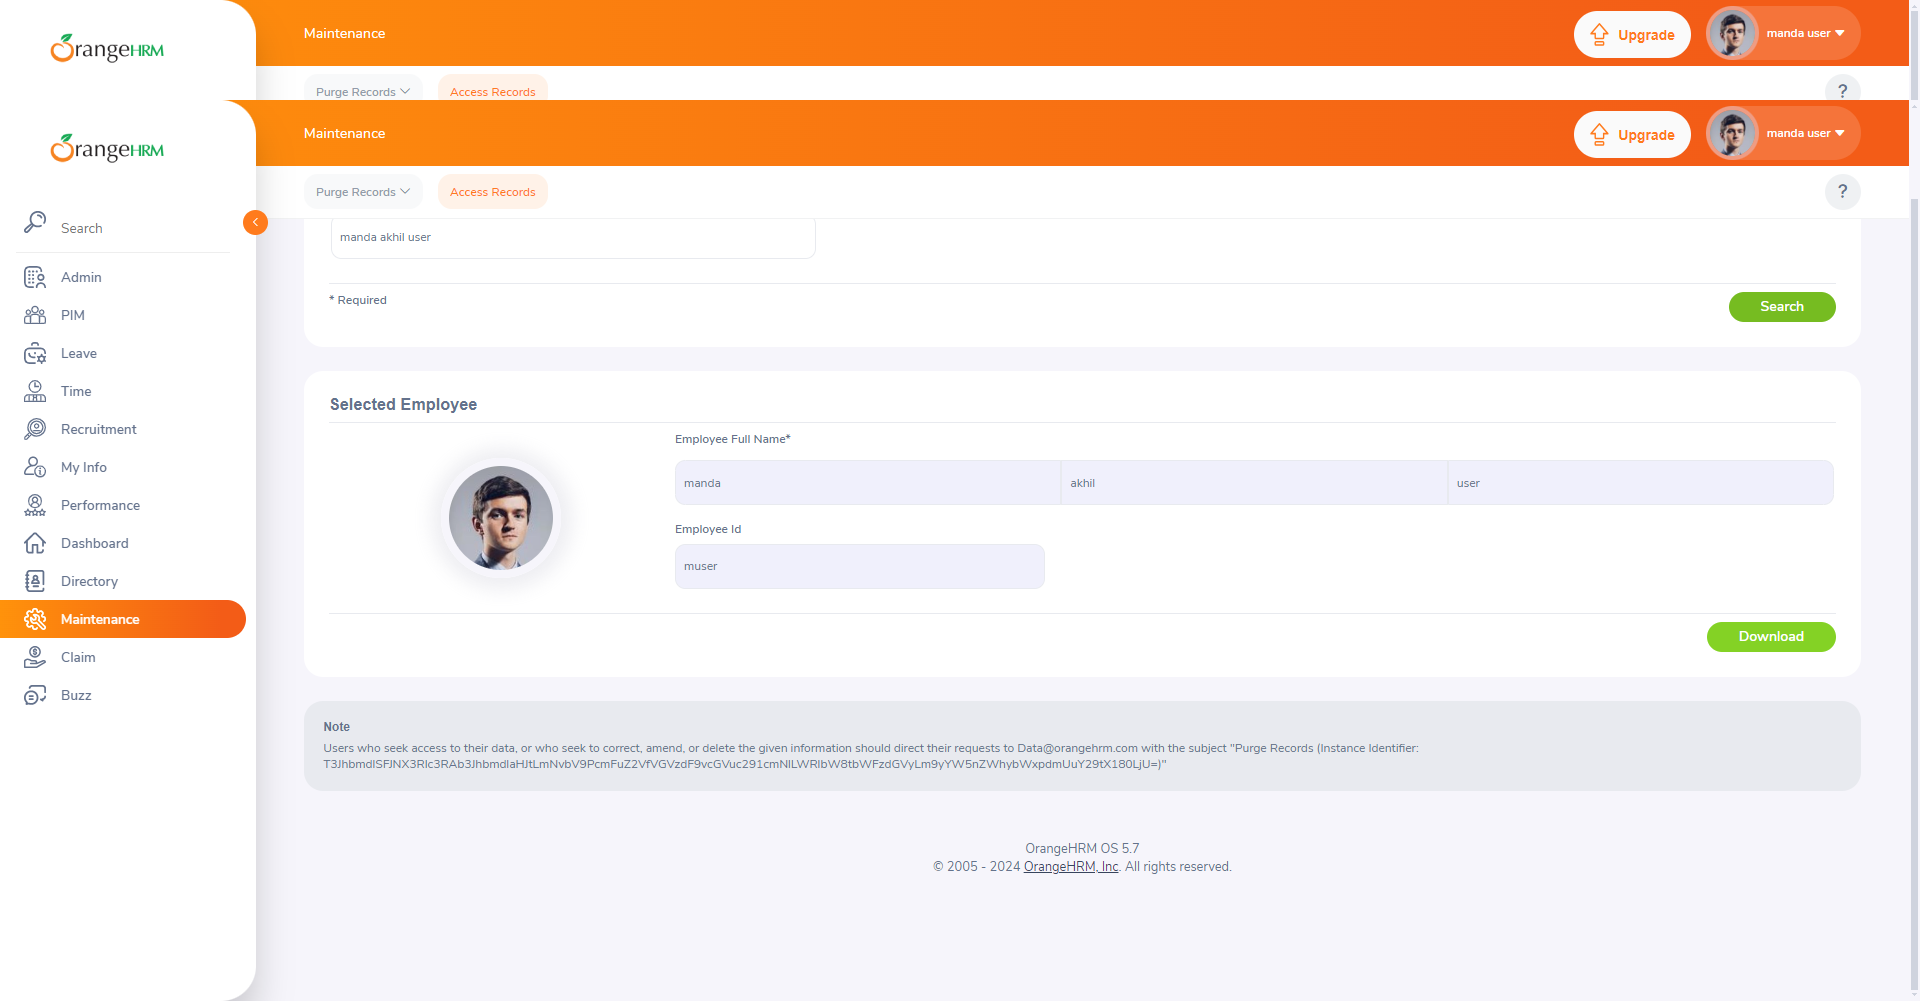 OrangeHRM
Maintenance
Upgrade
manda user
Purge Records
Access Records
?
OrangeHRM
Maintenance
Upgrade
manda user
Purge Records
Access Records
?
Search
Admin
PIM
Leave
Time
Recruitment
My Info
Performance
Dashboard
Directory
Maintenance
Claim
Buzz
manda akhil user
* Required
Search
Selected Employee
Employee Full Name*
manda
akhil
user
Employee Id
muser
Download
Note
Users who seek access to their data, or who seek to correct, amend, or delete the given information should direct their requests to Data@orangehrm.com with the subject "Purge Records (Instance Identifier:
OrangeHRM OS 5.7
© 2005 - 2024 OrangeHRM, Inc. All rights reserved.